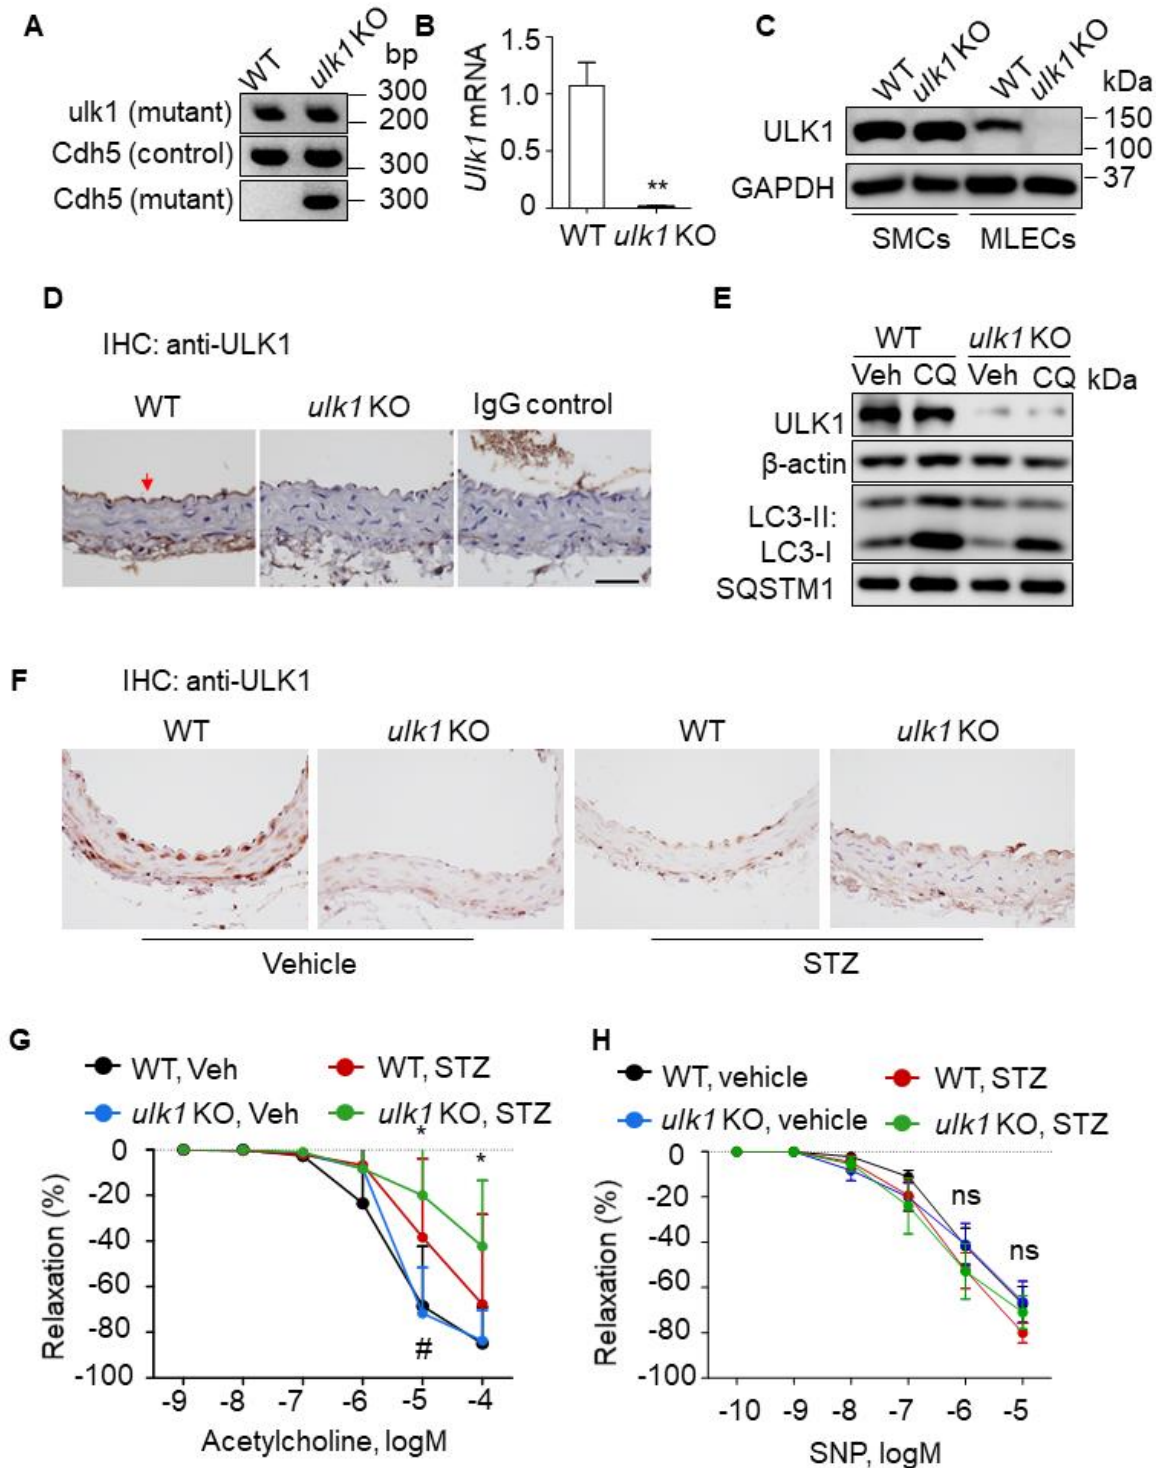 A
WT
ulk1 KO
bp
ulk1 (mutant)
300
200
Cdh5 (control)
300
Cdh5 (mutant)
300
B
Ulk1 mRNA
1.5
1.0
0.5
0
**
WT ulk1 KO
C
WT
ulk1 KO
WT
ulk1 KO
kDa
ULK1
150
100
GAPDH
37
SMCs
MLECs
D
IHC: anti-ULK1
WT
ulk1 KO
IgG control
E
WT
ulk1 KO
Veh CQ Veh CQ kDa
ULK1
β-actin
LC3-II:
LC3-I
SQSTM1
F
IHC: anti-ULK1
WT
ulk1 KO
WT
ulk1 KO
Vehicle
STZ
G
WT, Veh
WT, STZ
ulk1 KO, Veh
ulk1 KO, STZ
Relaxation (%)
0
-20
-40
-60
-80
-100
*
*
#
-9 -8 -7 -6 -5 -4
Acetylcholine, logM
H
WT, vehicle
WT, STZ
ulk1 KO, vehicle
ulk1 KO, STZ
Relaxation (%)
0
-20
-40
-60
-80
-100
ns
ns
-10 -9 -8 -7 -6 -5
SNP, logM